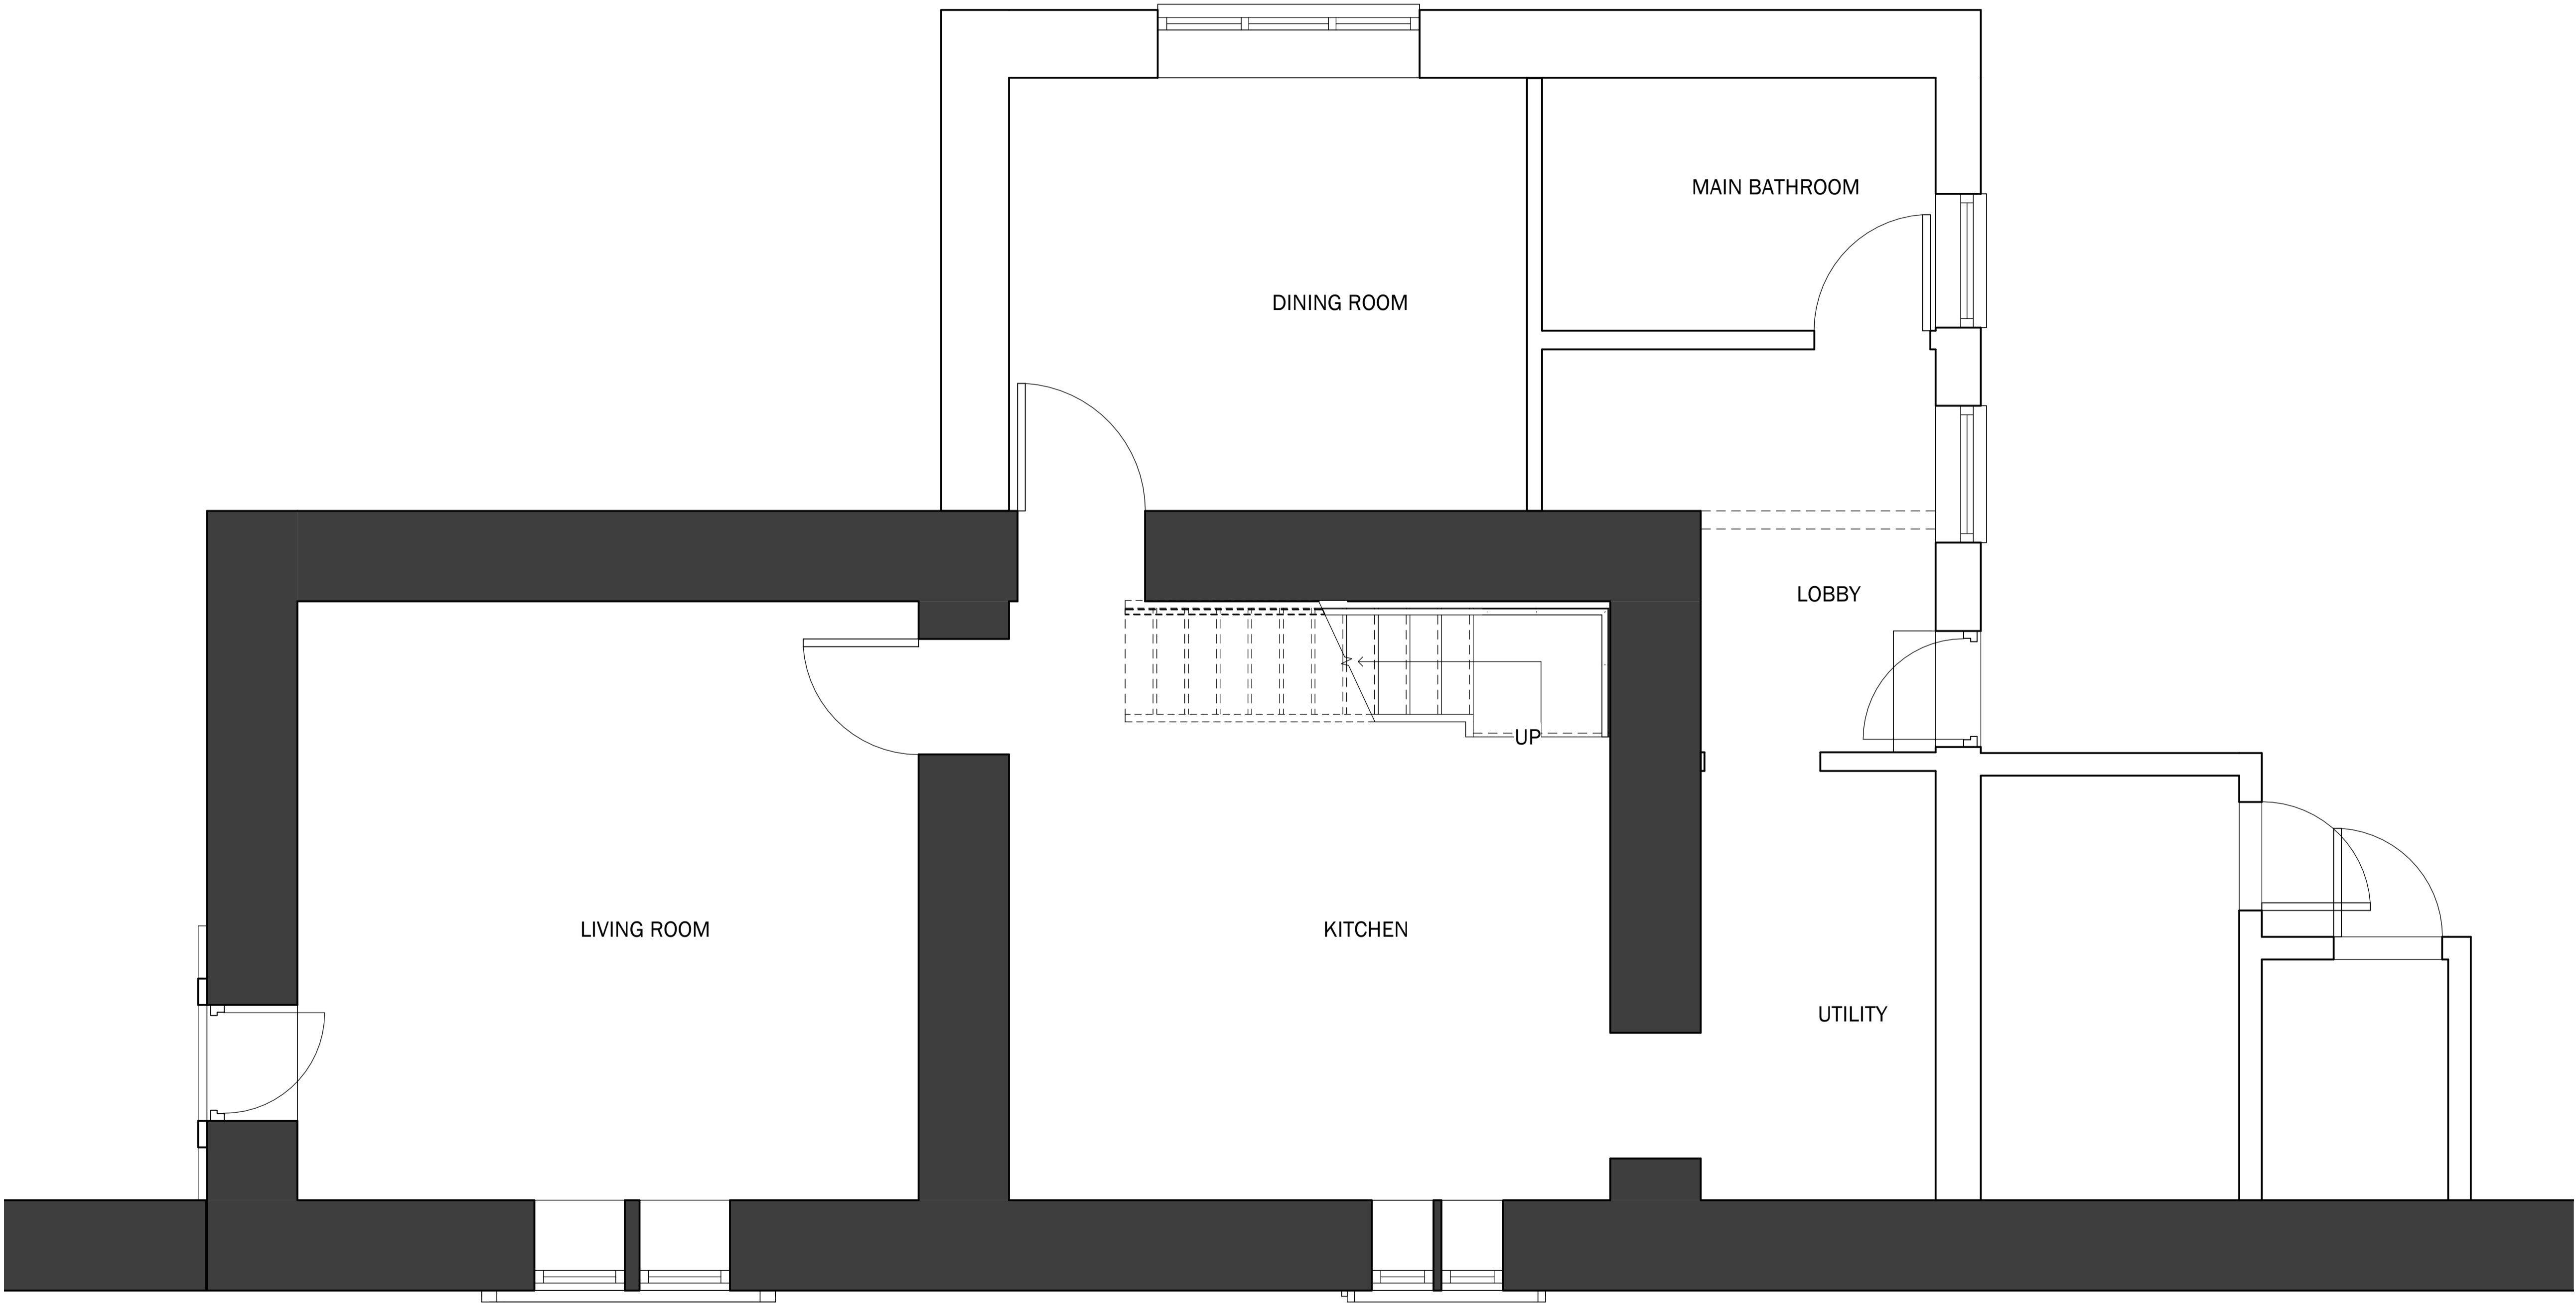 MAIN BATHROOM
DINING ROOM
LOBBY
UP
LIVING ROOM
KITCHEN
UTILITY